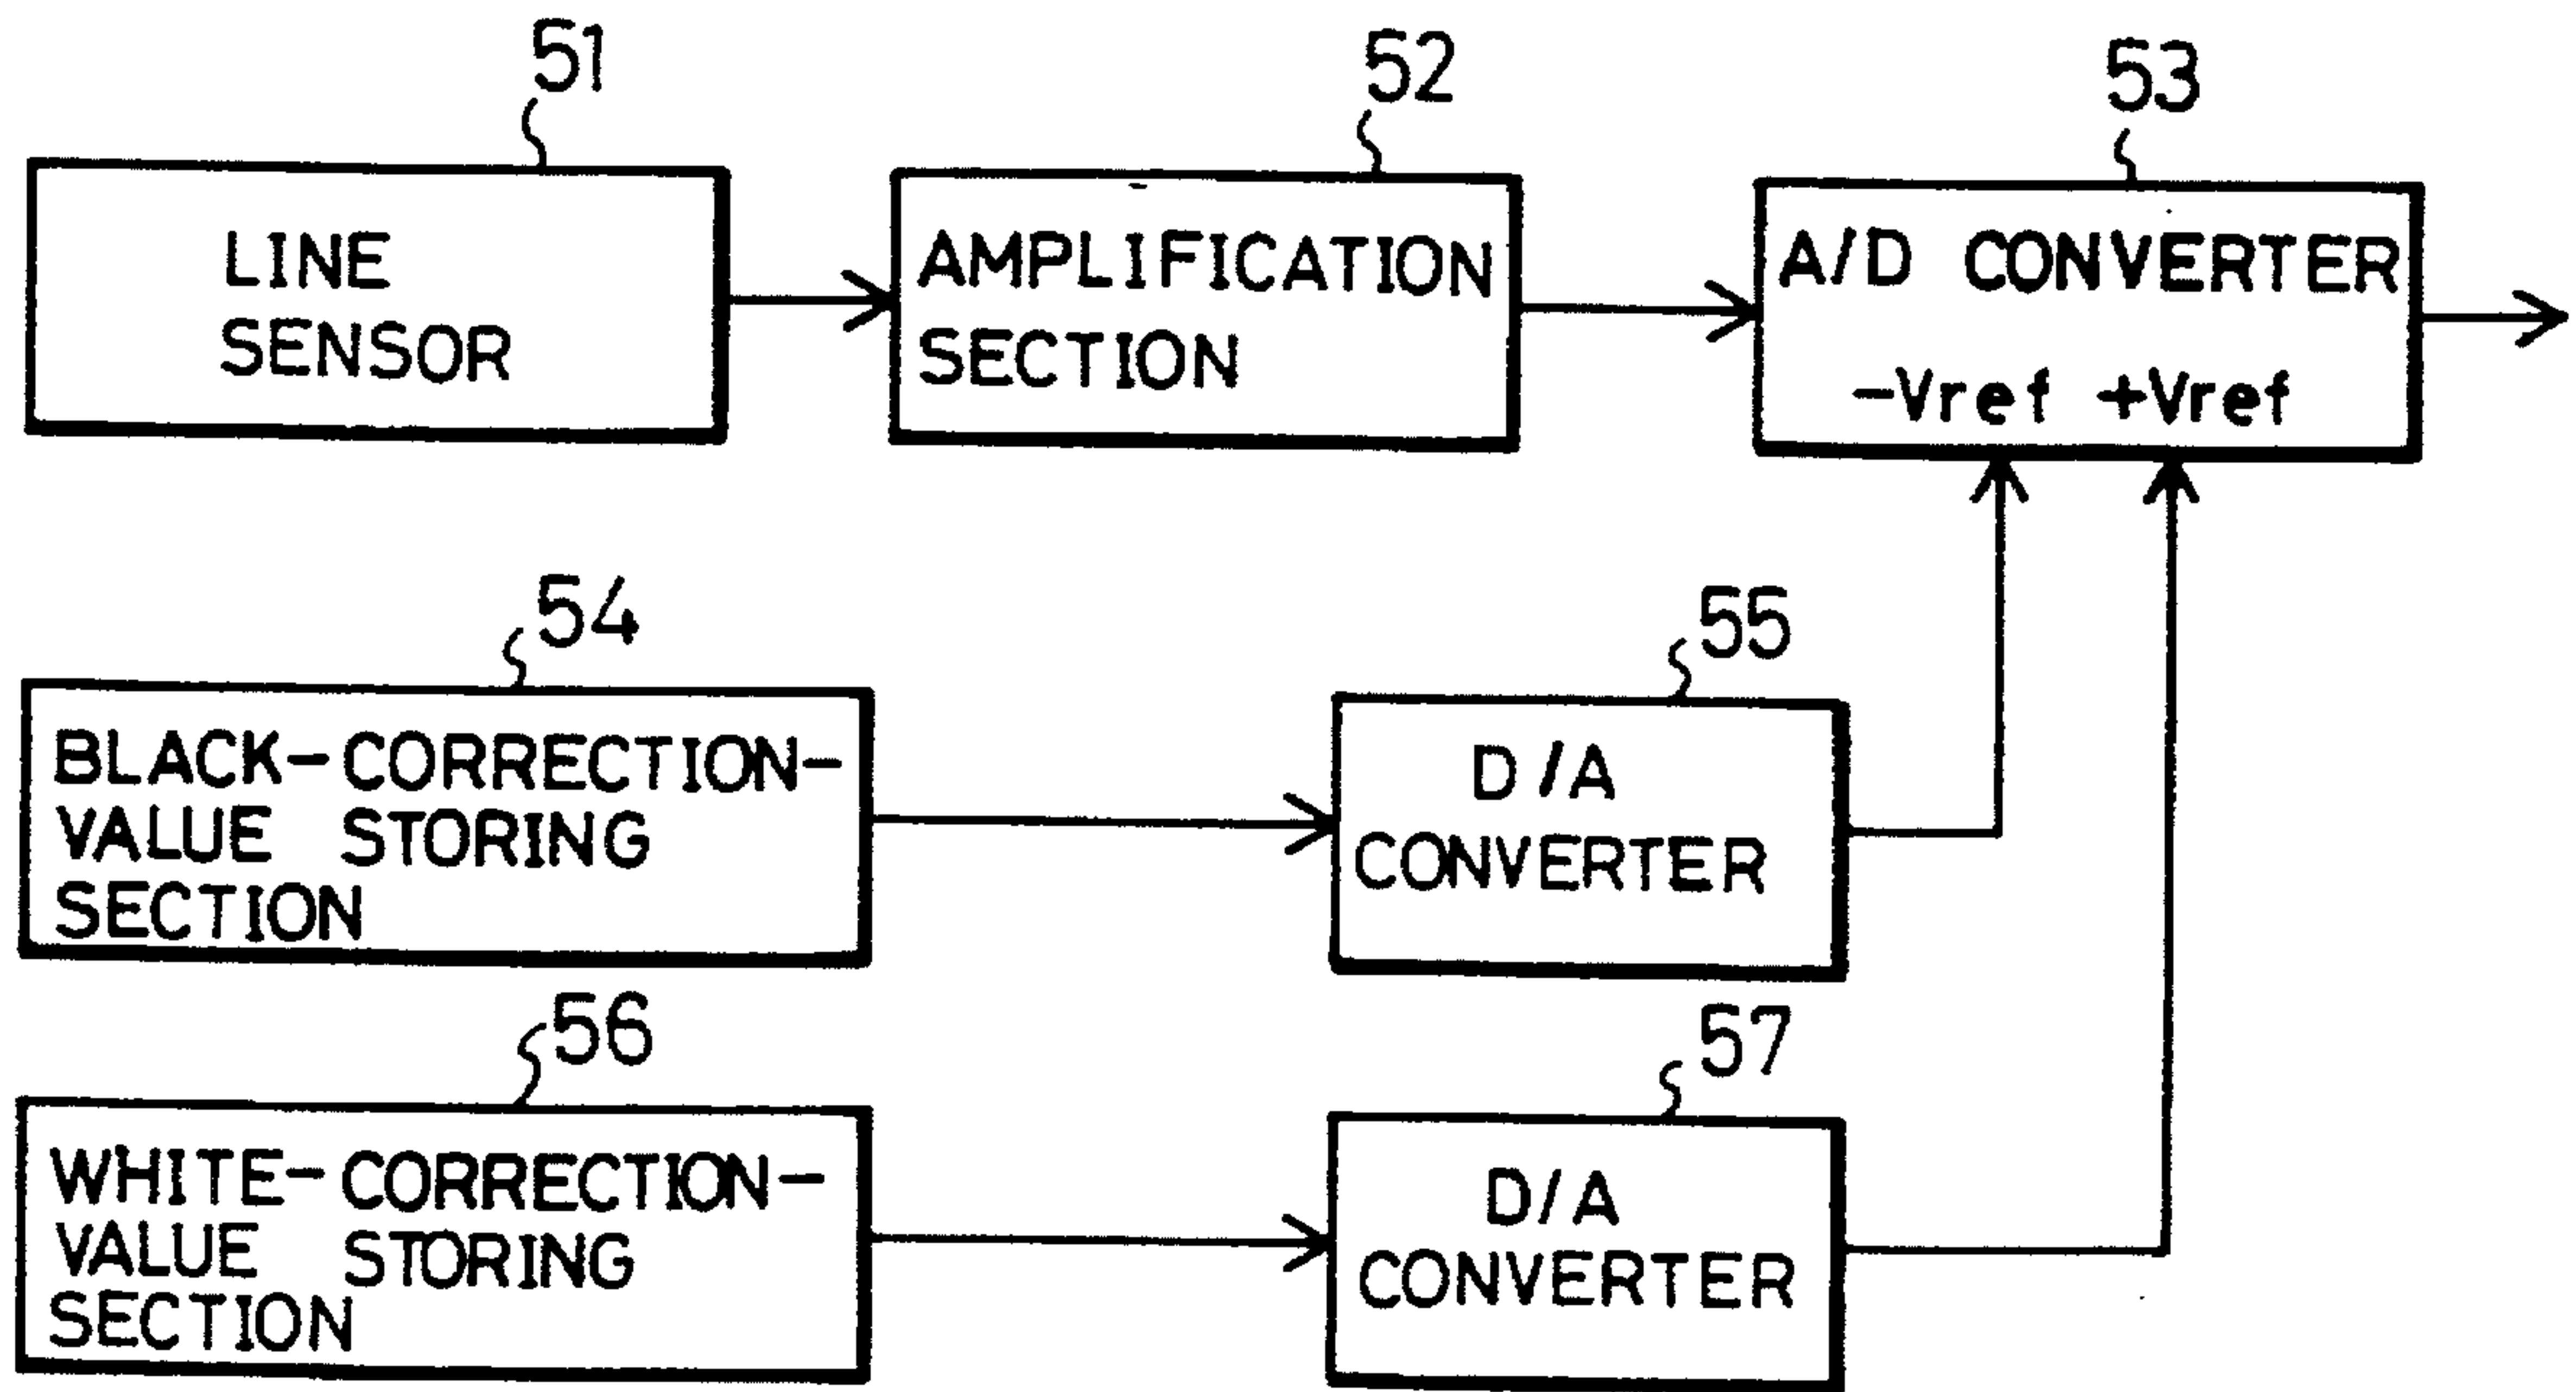 51
52
53
LINE
SENSOR
AMPLIFICATION
SECTION
A/D CONVERTER
-Vref +Vref
54
55
BLACK-CORRECTION-
VALUE STORING
SECTION
D/A
CONVERTER
56
57
WHITE-CORRECTION-
VALUE STORING
SECTION
D/A
CONVERTER